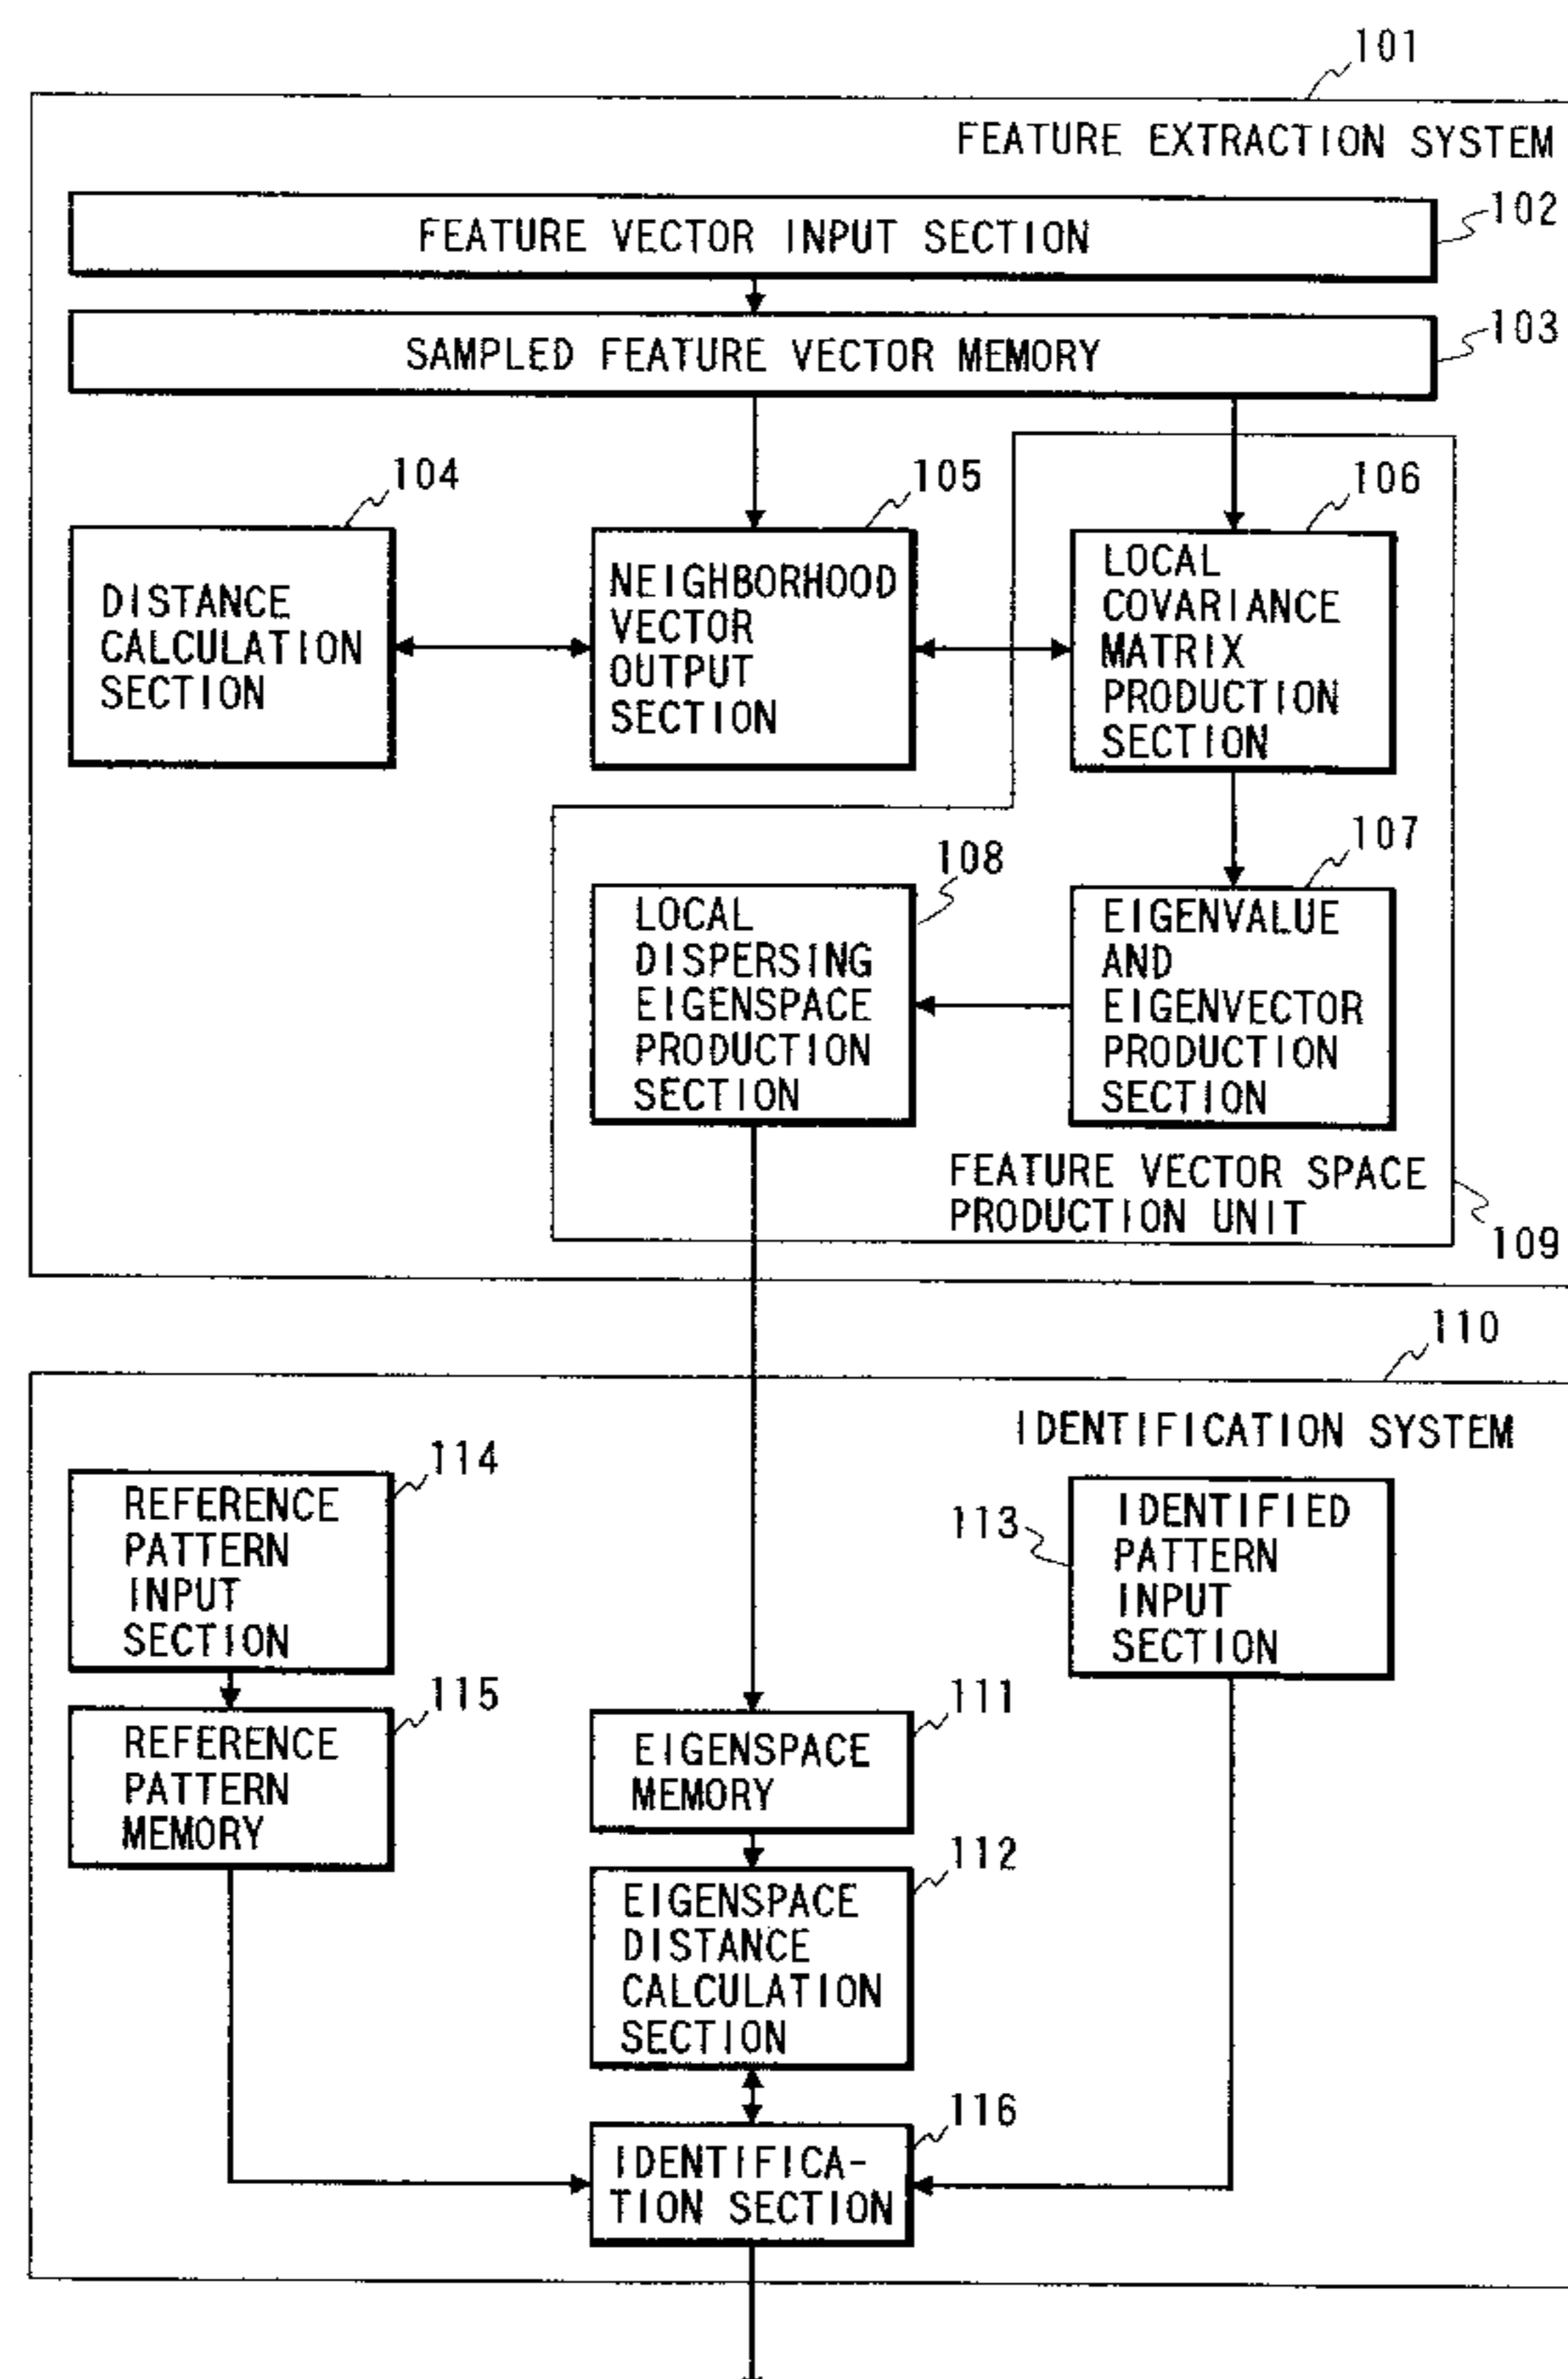 101
FEATURE EXTRACTION SYSTEM
FEATURE VECTOR INPUT SECTION
102
SAMPLED FEATURE VECTOR MEMORY
103
104
DISTANCE
CALCULATION
SECTION
105
NEIGHBORHOOD
VECTOR
OUTPUT
SECTION
106
LOCAL
COVARIANCE
MATRIX
PRODUCTION
SECTION
107
EIGENVALUE
AND
EIGENVECTOR
PRODUCTION
SECTION
108
LOCAL
DISPERSING
EIGENSPACE
PRODUCTION
SECTION
FEATURE VECTOR SPACE
PRODUCTION UNIT
109
110
IDENTIFICATION SYSTEM
114
REFERENCE
PATTERN
INPUT
SECTION
113
IDENTIFIED
PATTERN
INPUT
SECTION
115
REFERENCE
PATTERN
MEMORY
111
EIGENSPACE
MEMORY
112
EIGENSPACE
DISTANCE
CALCULATION
SECTION
116
IDENTIFICA-
TION SECTION